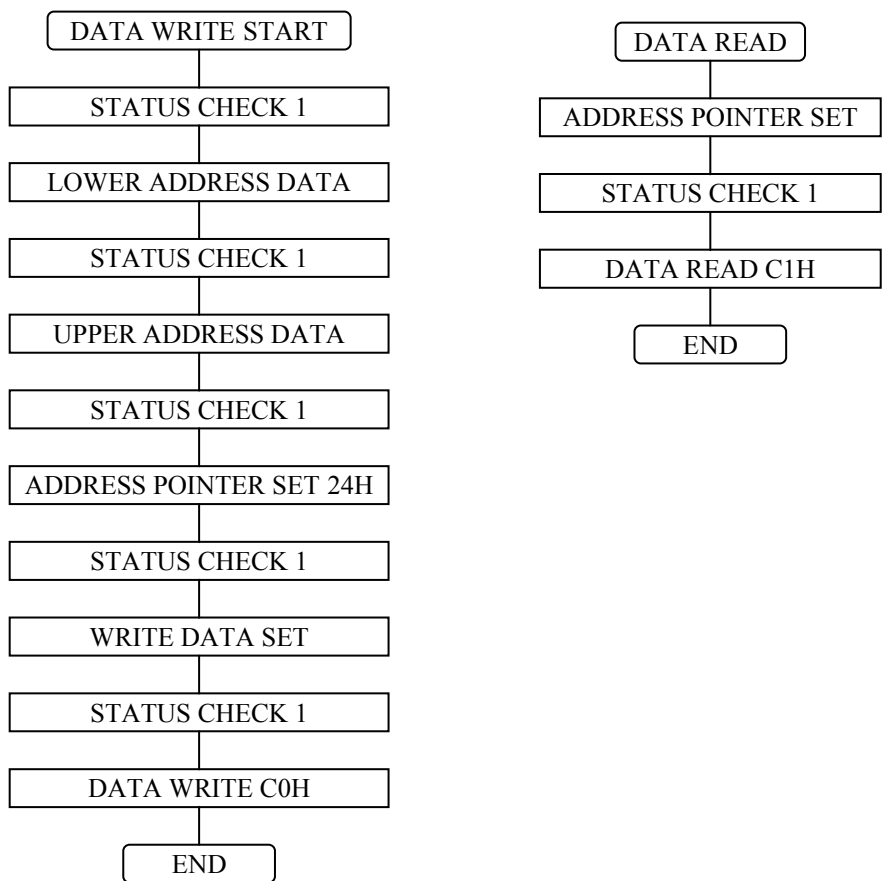 DATA WRITE START
STATUS CHECK 1
LOWER ADDRESS DATA
STATUS CHECK 1
UPPER ADDRESS DATA
STATUS CHECK 1
ADDRESS POINTER SET 24H
STATUS CHECK 1
WRITE DATA SET
STATUS CHECK 1
DATA WRITE C0H
END
DATA READ
ADDRESS POINTER SET
STATUS CHECK 1
DATA READ C1H
END